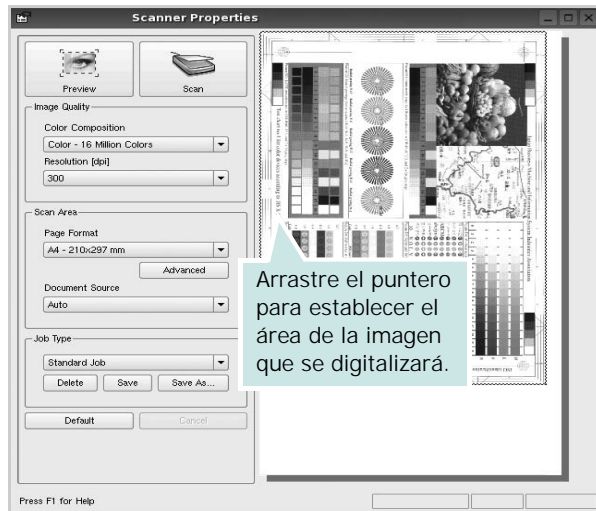 Scanner Properties
Preview
Scan
Image Quality
Color Composition
Color - 16 Million Colors
Resolution [dpi]
300
Scan Area
Page Format
A4 - 210x297 mm
Advanced
Document Source
Auto
Job Type
Standard Job
Delete
Save
Save As...
Default
Cancel
Arrastre el puntero
para establecer el
área de la imagen
que se digitalizará.
Press F1 for Help